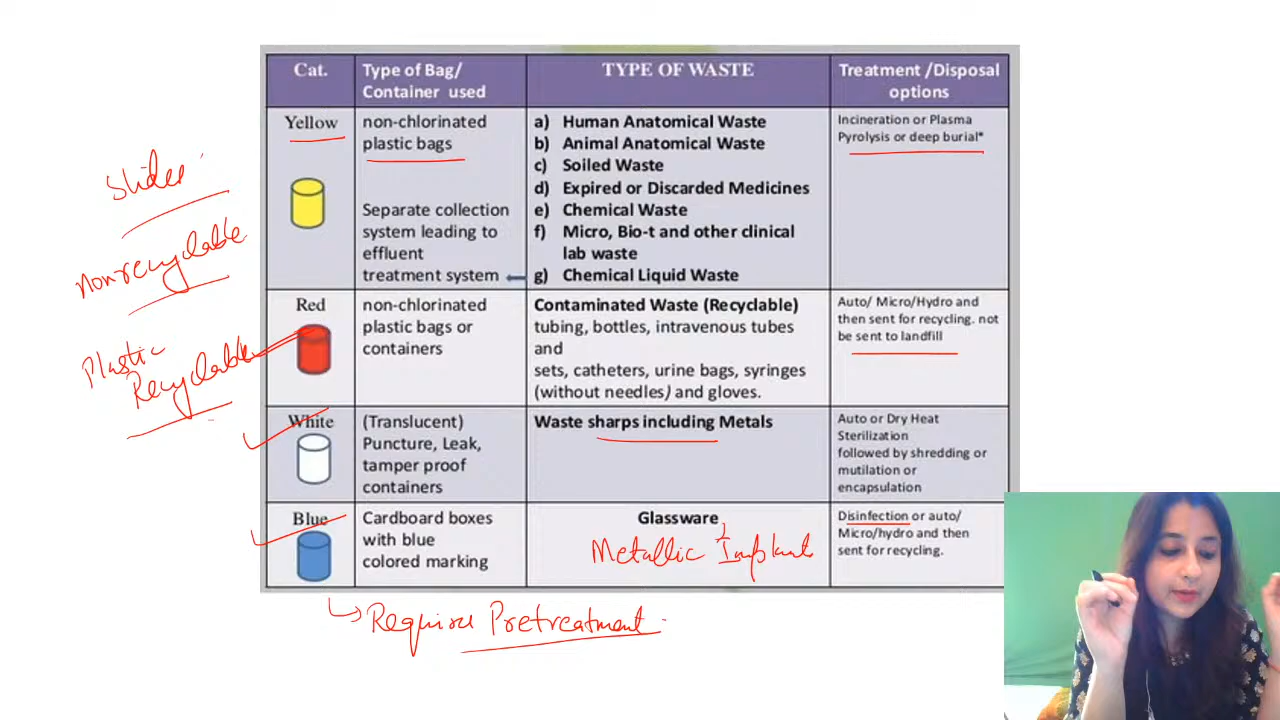 Cat.
Type of Bag/
Container used
TYPE OF WASTE
Treatment /Disposal
options
Yellow
non-chlorinated
plastic bags
Separate collection
system leading to
effluent
treatment system
a) Human Anatomical Waste
b) Animal Anatomical Waste
c) Soiled Waste
d) Expired or Discarded Medicines
e) Chemical Waste
f) Micro, Bio-t and other clinical
lab waste
g) Chemical Liquid Waste
Incineration or Plasma
Pyrolysis or deep burial*
Red
non-chlorinated
plastic bags or
containers
Contaminated Waste (Recyclable)
tubing, bottles, intravenous tubes
and
sets, catheters, urine bags, syringes
(without needles) and gloves.
Auto/ Micro/Hydro and
then sent for recycling. not
be sent to landfill
White
(Translucent)
Puncture, Leak,
tamper proof
containers
Waste sharps including Metals
Auto or Dry Heat
Sterilization
followed by shredding or
mutilation or
encapsulation
Blue
Cardboard boxes
with blue
colored marking
Glassware
Metallic Implants
Disinfection or auto/
Micro/hydro and then
sent for recycling.
Slides
Nonrecyclable
Plastic
Recyclable
Require Pretreatment